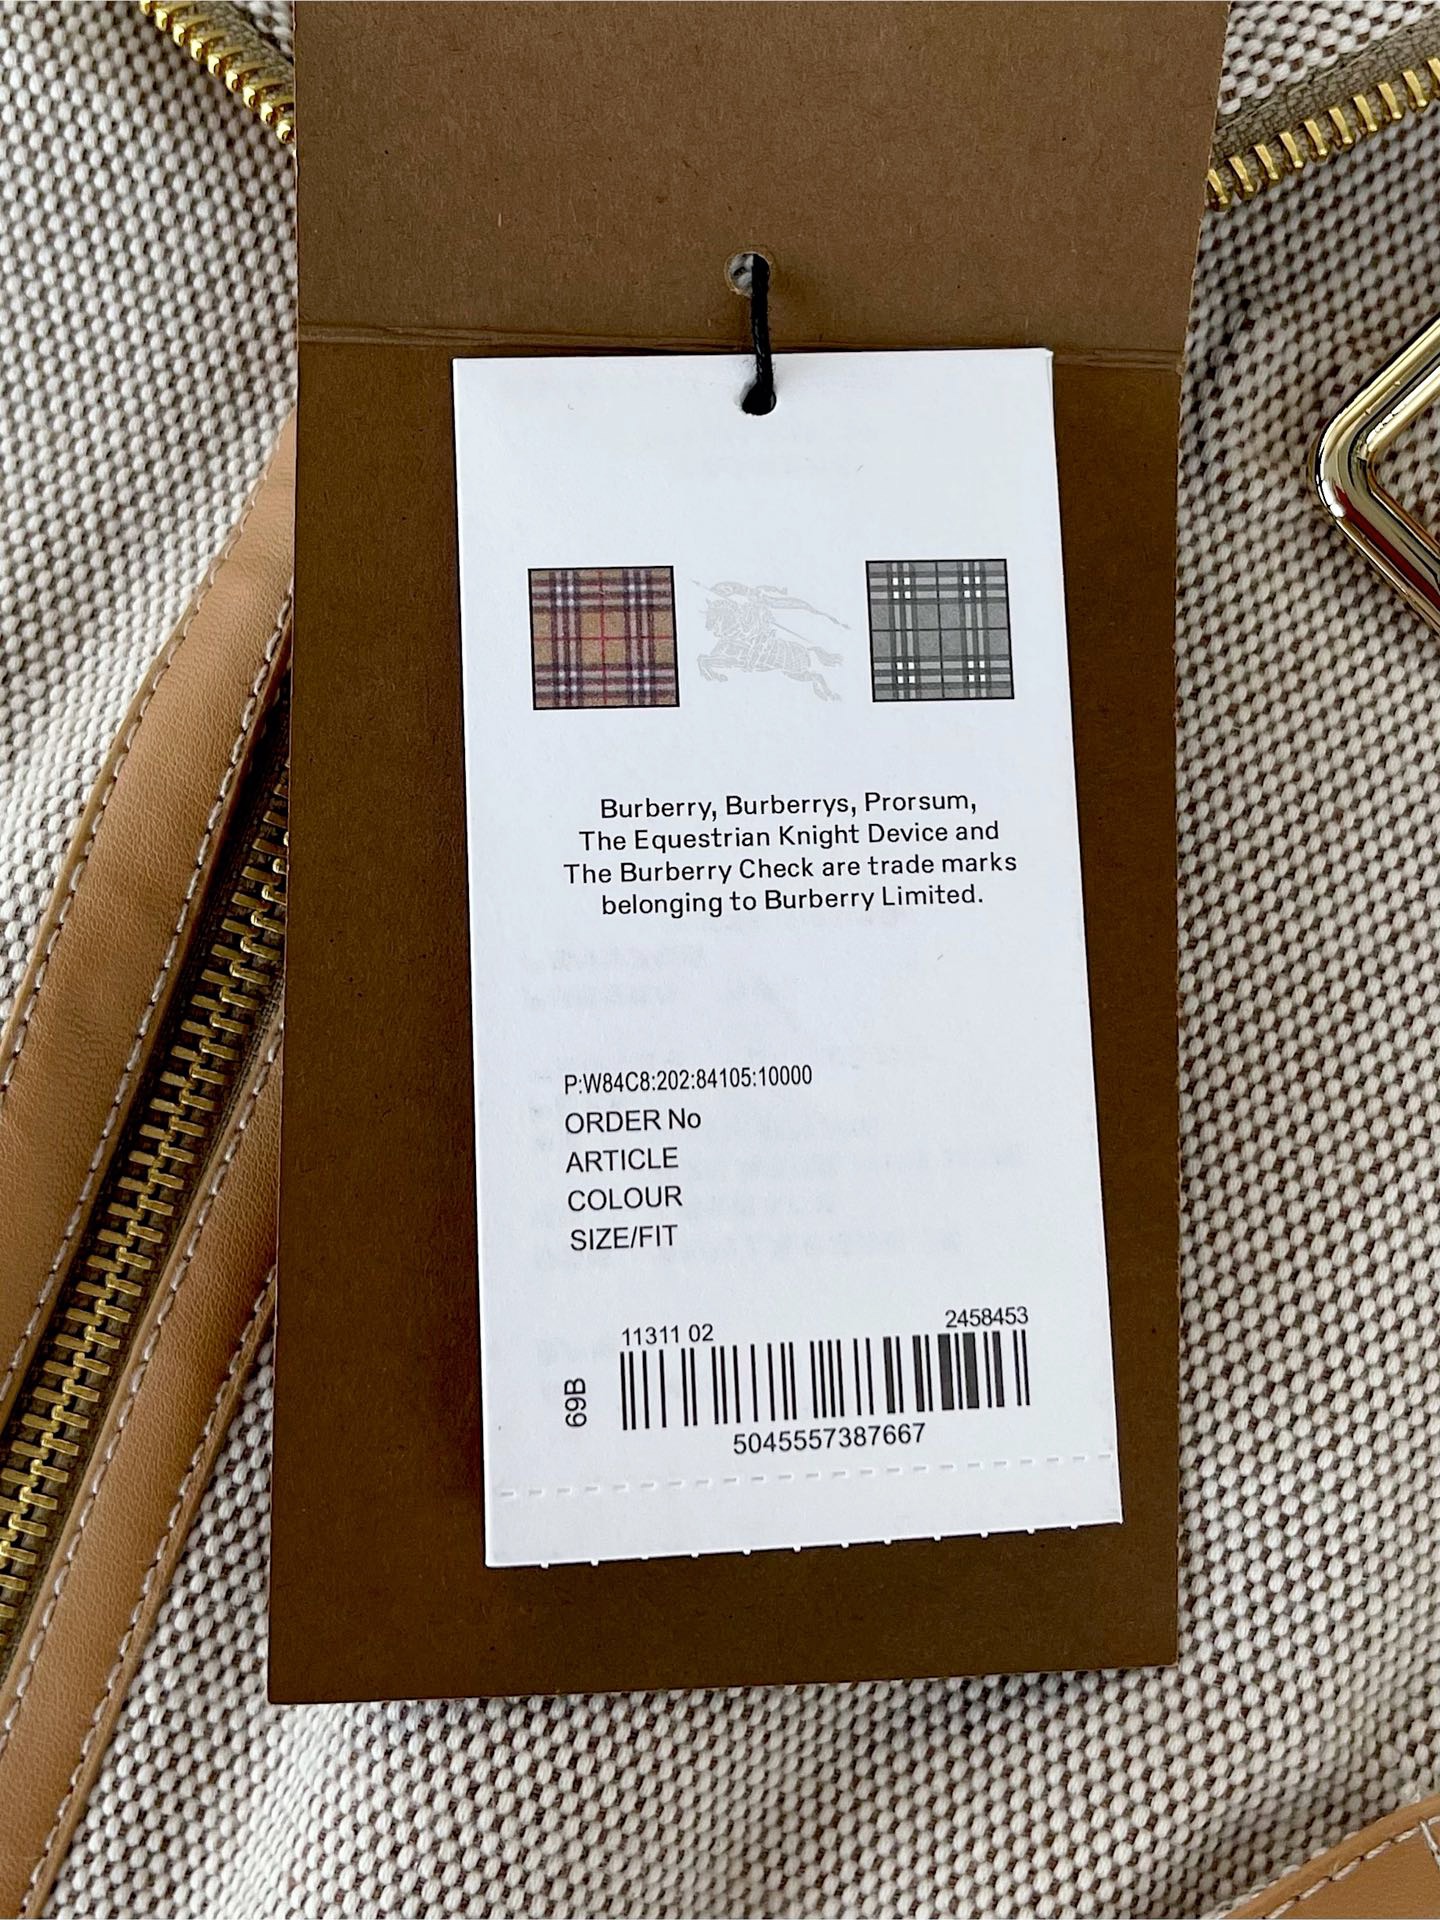 Burberry, Burberrys, Prorsum,
The Equestrian Knight Device and
The Burberry Check are trade marks
belonging to Burberry Limited.
P:W84C8:202:84105:10000
ORDER No
ARTICLE
COLOUR
SIZE/FIT
11311 02 2458453
69B
5045557387667